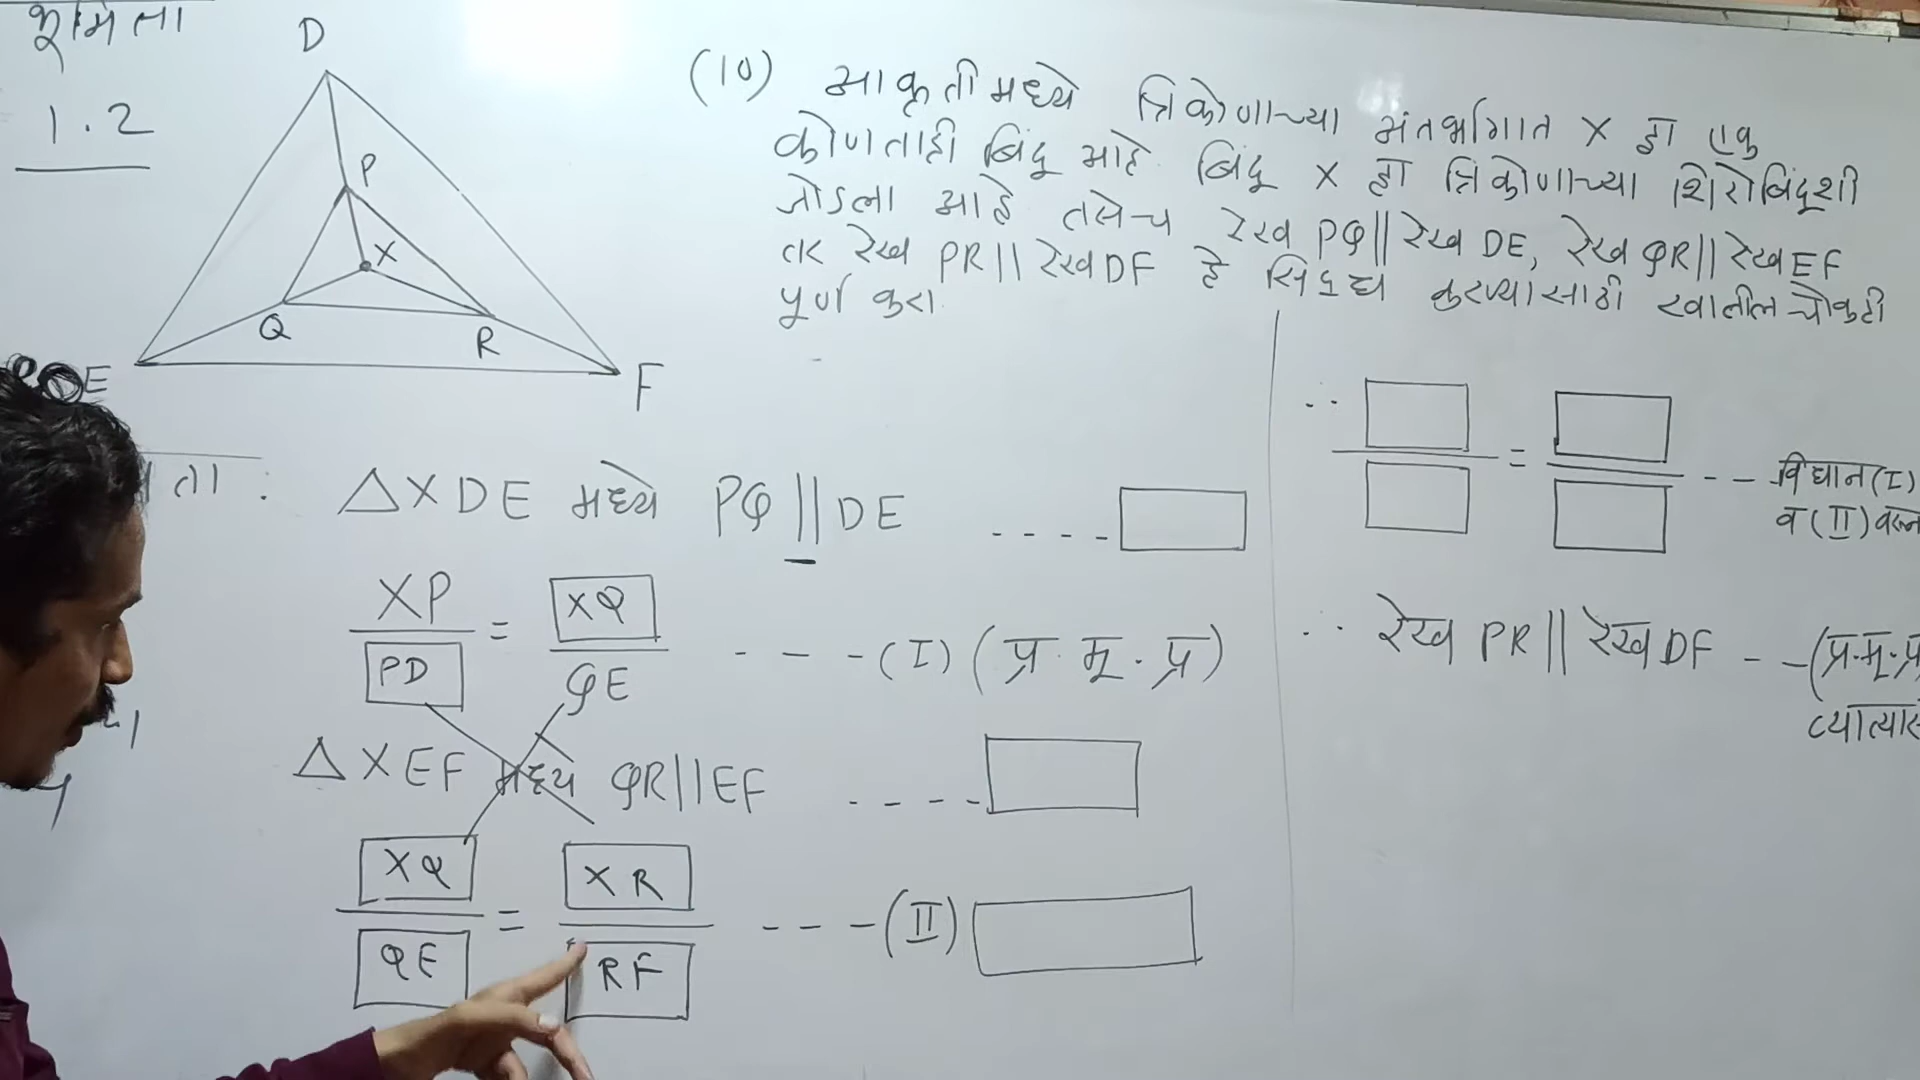 भूमिती
1.2
D
P
X
Q
R
E
F
(10) आकृतीमध्ये त्रिकोणाच्या अंतर्भागात X हा एक
कोणताही बिंदू आहे. बिंदू X हा त्रिकोणाच्या शिरोबिंदूशी
जोडला आहे तसेच रेख PQ||रेख DE, रेख QR||रेख EF
तर रेख PR||रेख DF हे सिद्ध करण्यासाठी खालील चौकटी
पूर्ण करा.
ता :
△XDE मध्ये PQ || DE ----
XP/PD = XQ/QE ---(I) (प्र.मू.प्र)
△XEF मध्ये QR||EF ----
XQ/QE = XR/RF ---(II)
∴ = --- विधान (I)
व (II) वरून
∴ रेख PR||रेख DF --(प्र.मू.प्र